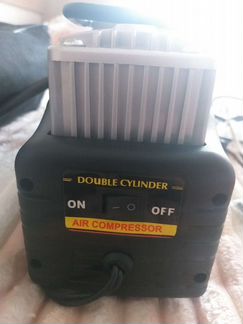 DOUBLE CYLINDER
ON OFF
AIR COMPRESSOR